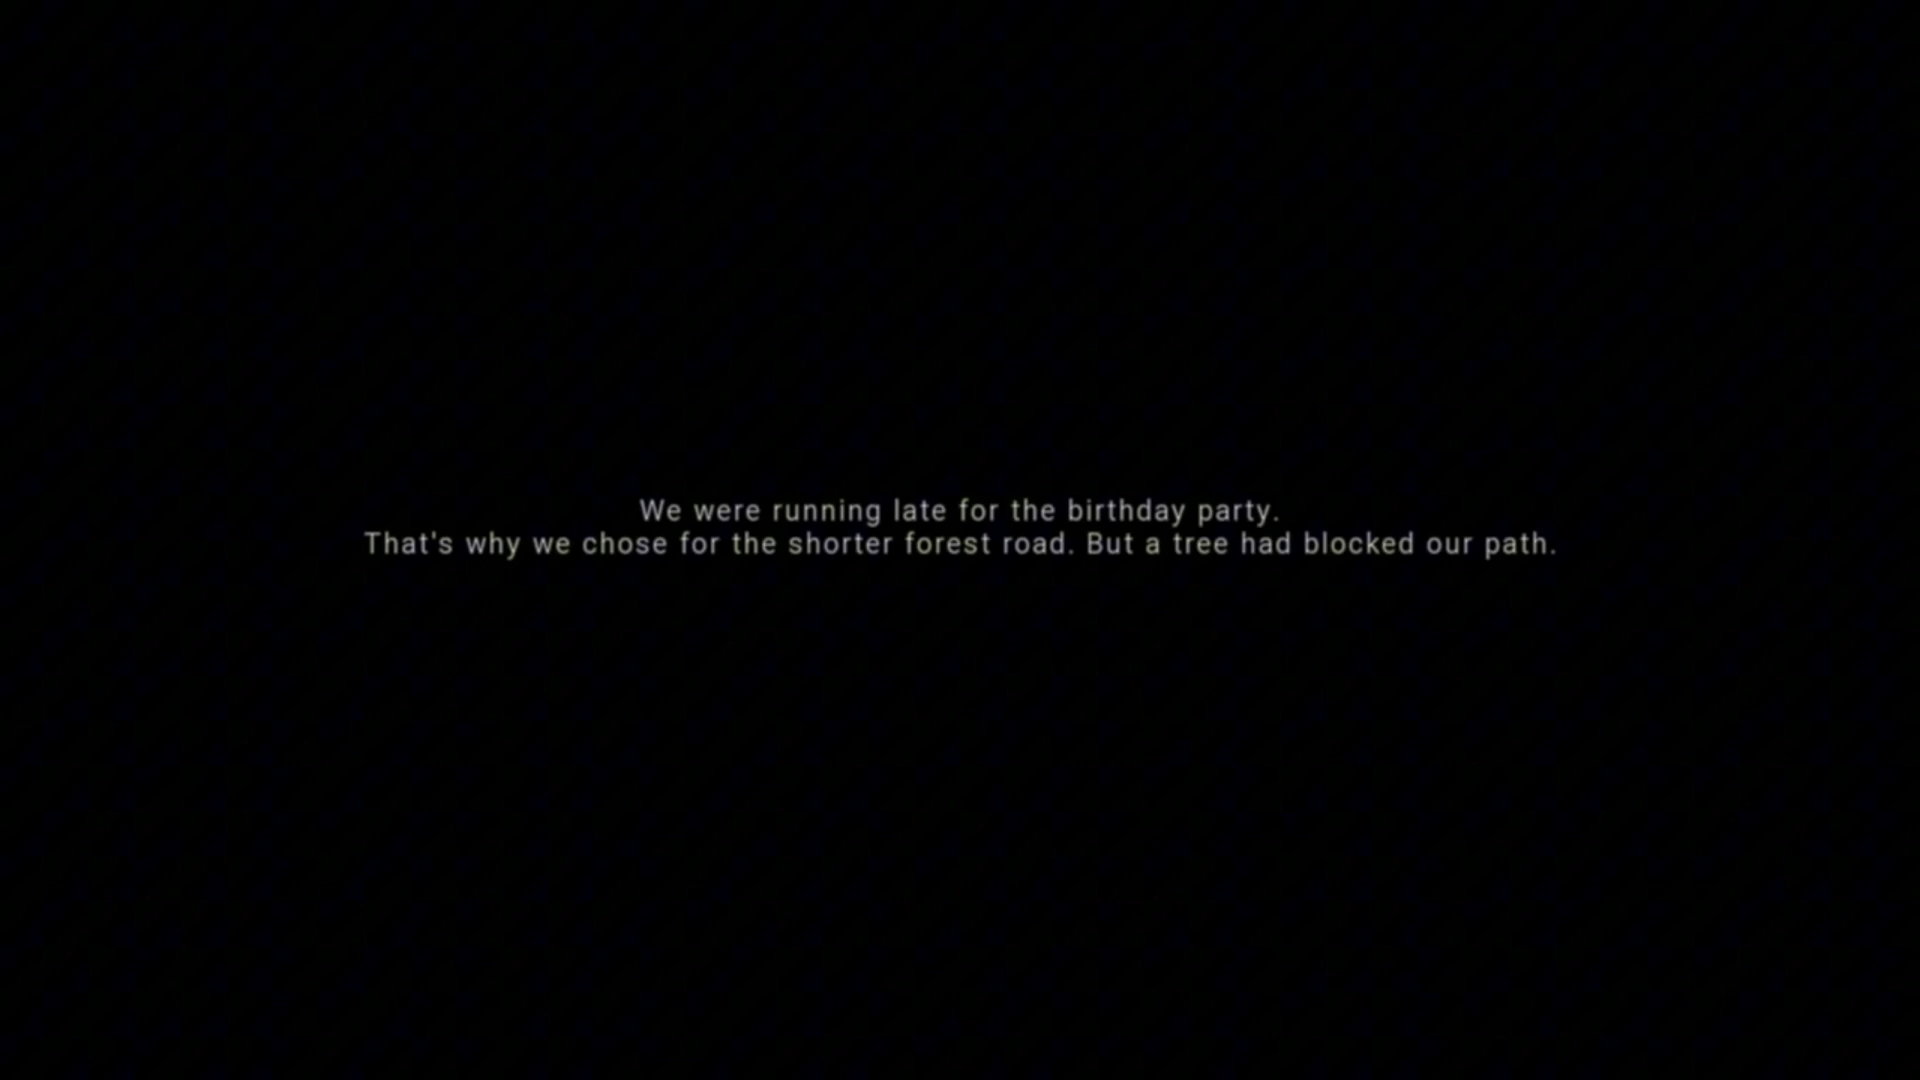 We were running late for the birthday party.
That's why we chose for the shorter forest road. But a tree had blocked our path.